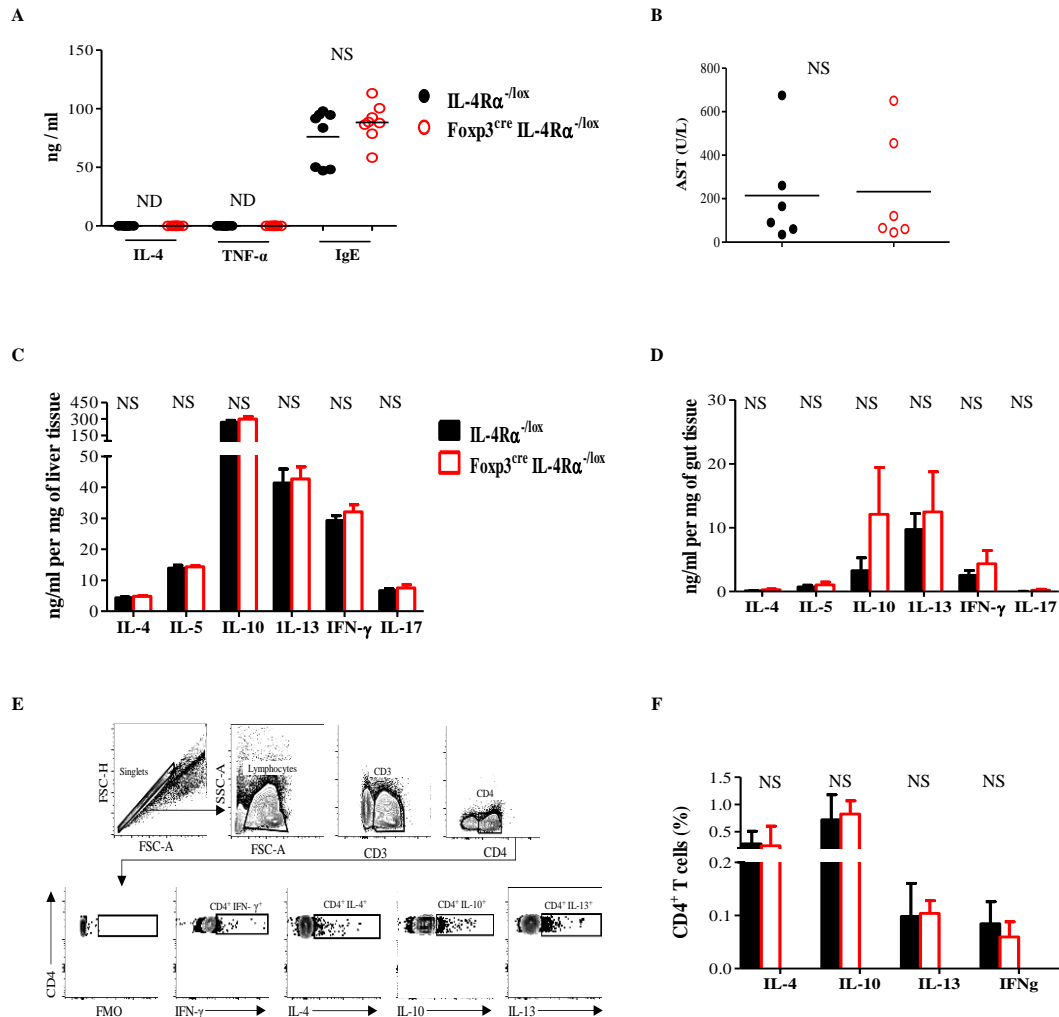 A
B
150
100
50
0
ng / ml
NS
ND
ND
IL-4
TNF-α
IgE
IL-4Rα-/lox
Foxp3cre IL-4Rα-/lox
800
600
400
200
0
AST (U/L)
NS
C
D
NS NS NS NS NS NS
450
300
150
50
40
30
20
10
0
ng/ml per mg of liver tissue
IL-4 IL-5 IL-10 1L-13 IFN-γ IL-17
IL-4Rα-/lox
Foxp3cre IL-4Rα-/lox
NS NS NS NS NS NS
30
20
10
0
ng/ml per mg of gut tissue
IL-4 IL-5 IL-10 1L-13 IFN-γ IL-17
E
F
FSC-H
Singlets
FSC-A
SSC-A
Lymphocytes
FSC-A
CD3
CD3
CD4
CD4
CD4
FMO
CD4+ IFN- γ+
IFN-γ
CD4+ IL-4+
IL-4
CD4+ IL-10+
IL-10
CD4+ IL-13+
IL-13
NS NS NS NS
1.5
1.0
0.5
0.2
0.1
0.0
CD4+ T cells (%)
IL-4 IL-10 IL-13 IFNg